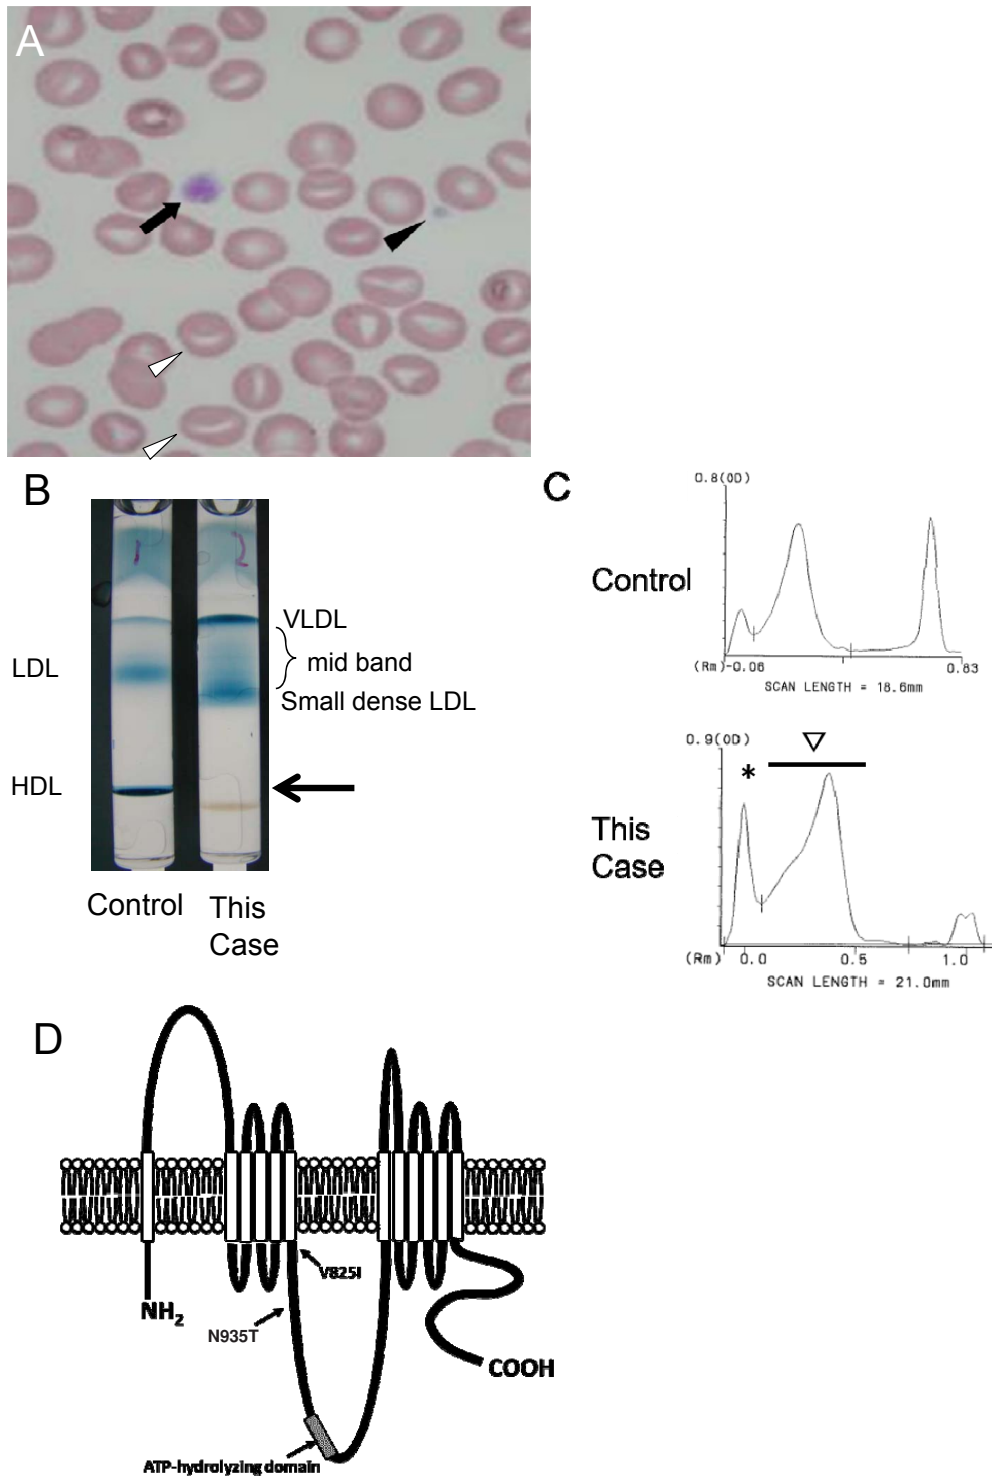 A
B
VLDL
LDL
mid band
Small dense LDL
HDL
Control
This
Case
C
0.8(OD)
Control
(Rm)-0.06
0.83
SCAN LENGTH = 18.6mm
0.9(OD)
*
This
Case
(Rm) 0.0 0.5 1.0
SCAN LENGTH = 21.0mm
D
V825I
NH2
N935T
COOH
ATP-hydrolyzing domain